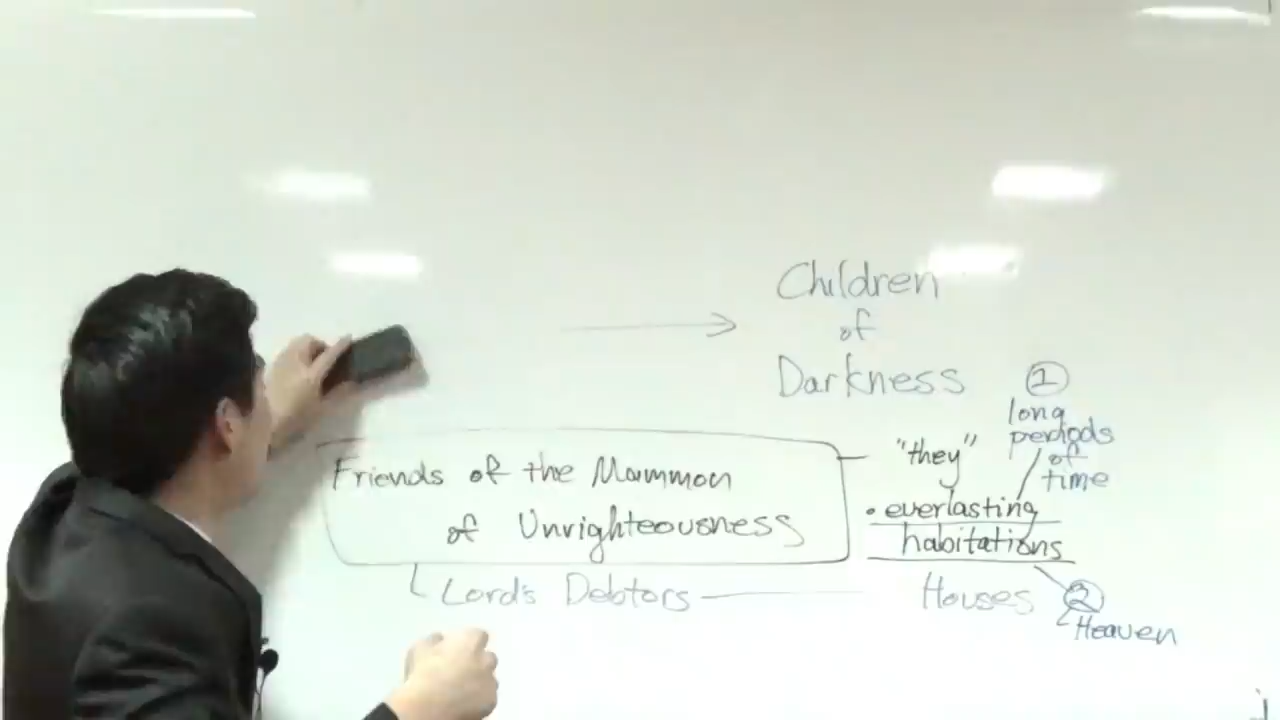 Children
of
Darkness
1
long
periods
of
time
"they"
Friends of the Mammon
of Unrighteousness
• everlasting
habitations
Lord's Debtors
Houses
2
Heaven